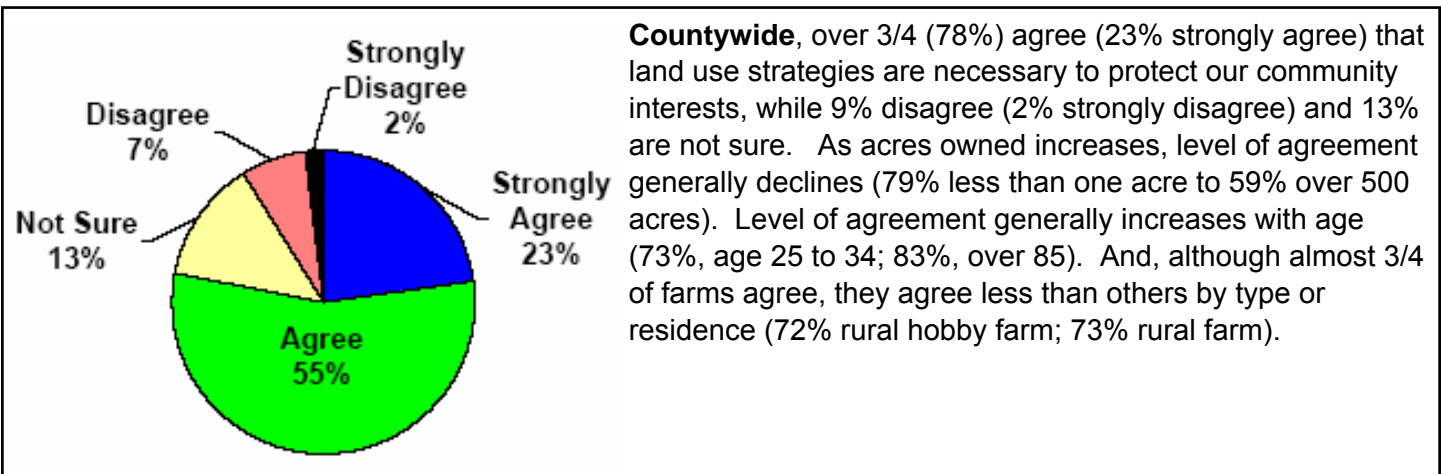 Strongly
Disagree
2%
Disagree
7%
Not Sure
13%
Strongly
Agree
23%
Agree
55%
Countywide, over 3/4 (78%) agree (23% strongly agree) that
land use strategies are necessary to protect our community
interests, while 9% disagree (2% strongly disagree) and 13%
are not sure. As acres owned increases, level of agreement
generally declines (79% less than one acre to 59% over 500
acres). Level of agreement generally increases with age
(73%, age 25 to 34; 83%, over 85). And, although almost 3/4
of farms agree, they agree less than others by type or
residence (72% rural hobby farm; 73% rural farm).